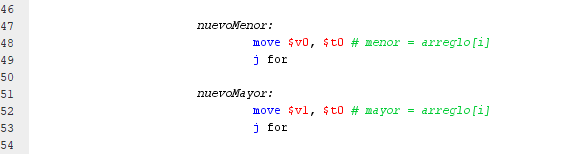 46
47 nuevoMenor:
48 move $v0, $t0 # menor = arreglo[i]
49 j for
50
51 nuevoMayor:
52 move $v1, $t0 # mayor = arreglo[i]
53 j for
54